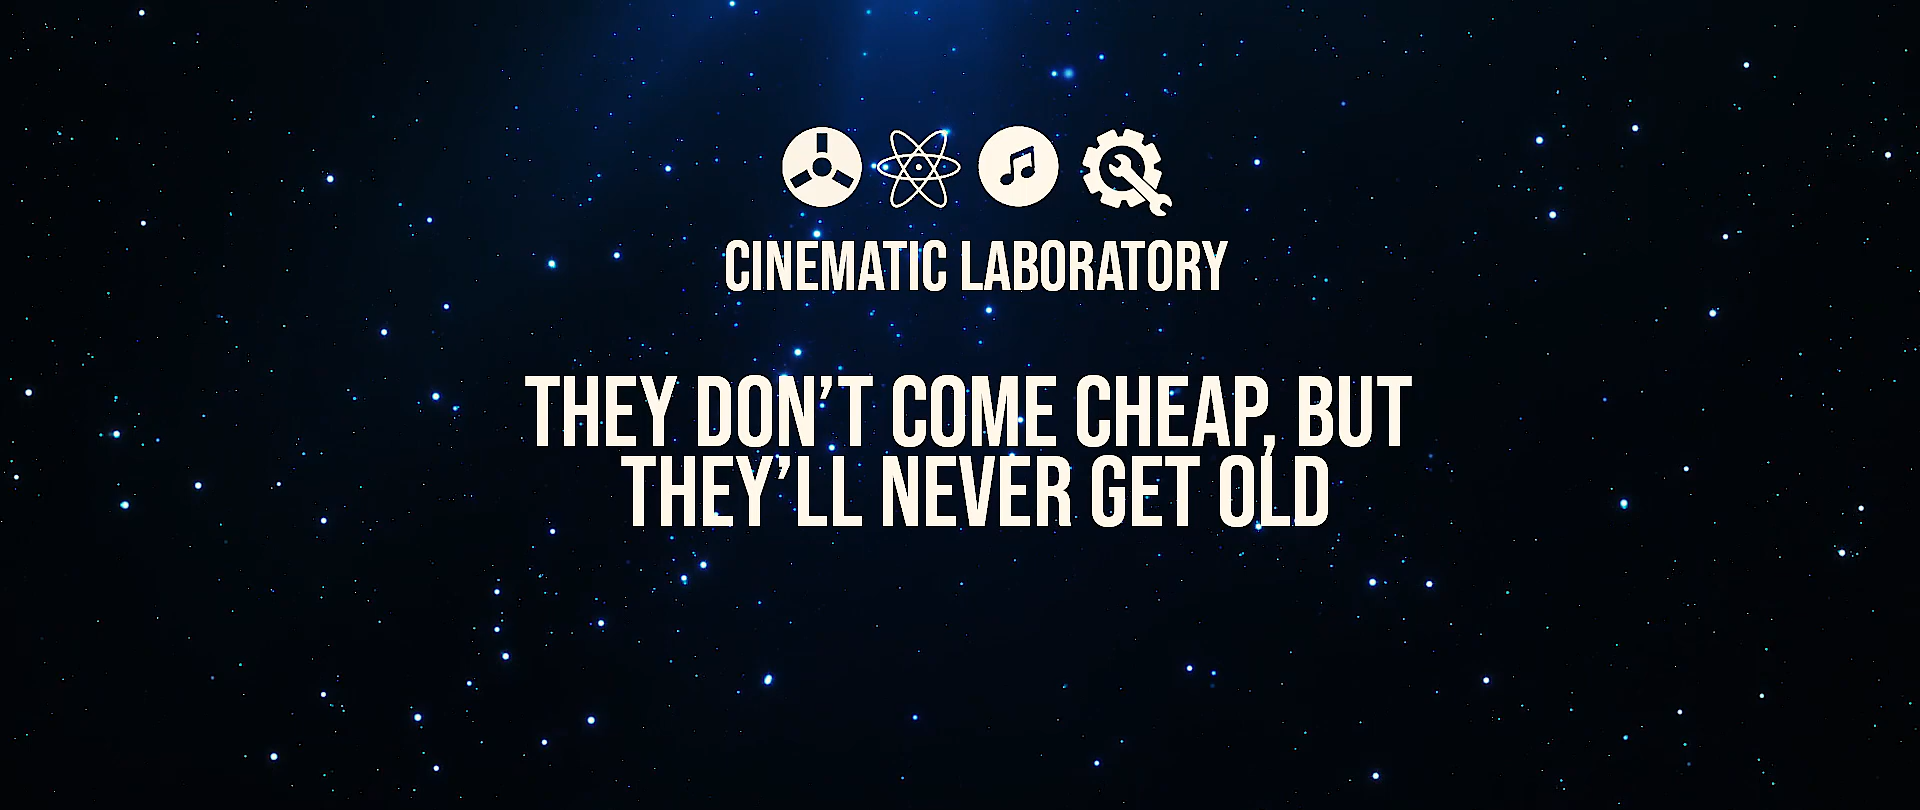 CINEMATIC LABORATORY
THEY DON’T COME CHEAP, BUT
THEY’LL NEVER GET OLD